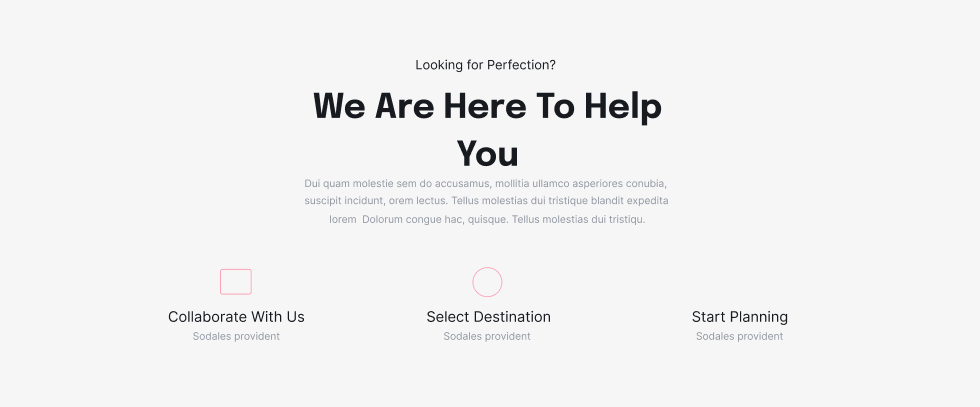 Looking for Perfection?
We Are Here To Help
You
Dui quam molestie sem do accusamus, mollitia ullamco asperiores conubia,
suscipit incidunt, orem lectus. Tellus molestias dui tristique blandit expedita
lorem  Dolorum congue hac, quisque. Tellus molestias dui tristiqu.
Collaborate With Us
Sodales provident
Select Destination
Sodales provident
Start Planning
Sodales provident